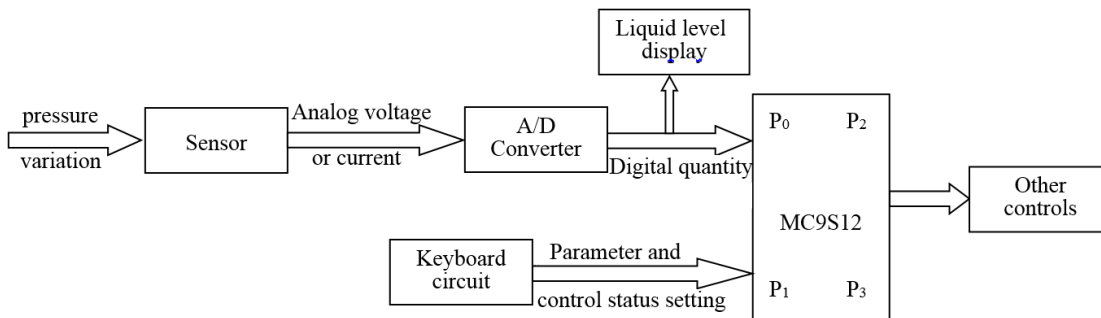 Liquid level
display
pressure
variation
Sensor
Analog voltage
or current
A/D
Converter
Digital quantity
P0
P2
MC9S12
P1
P3
Other
controls
Keyboard
circuit
Parameter and
control status setting